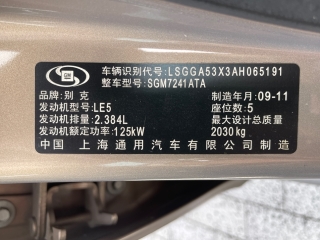 车辆识别代号: LSGGA53X3AH065191
整车型号: SGM7241ATA
GM
品牌: 别克 制造年月: 09-11
发动机型号: LE5 座位数: 5
发动机排量: 2.384L 最大设计总质量
发动机额定功率: 125kW 2030 kg
中国 上海通用汽车有限公司制造